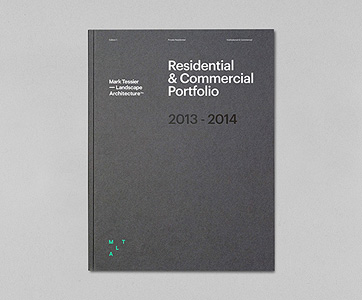 Residential
& Commercial
Portfolio
2013 - 2014
Mark Tessier
— Landscape
Architecture™
M T
L
A